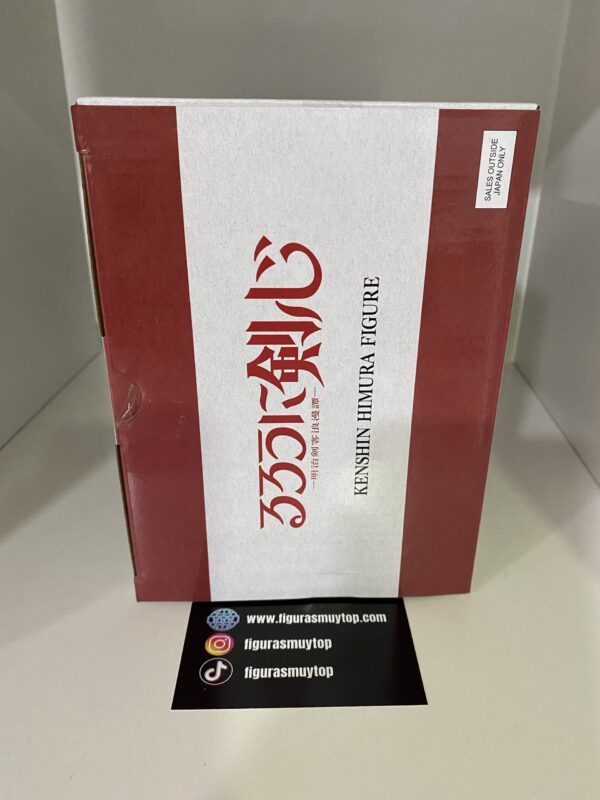 るろうに剣心
―明治剣客浪漫譚―
KENSHIN HIMURA FIGURE
SALES OUTSIDE
JAPAN ONLY
www.figurasmuytop.com
figurasmuytop
figurasmuytop